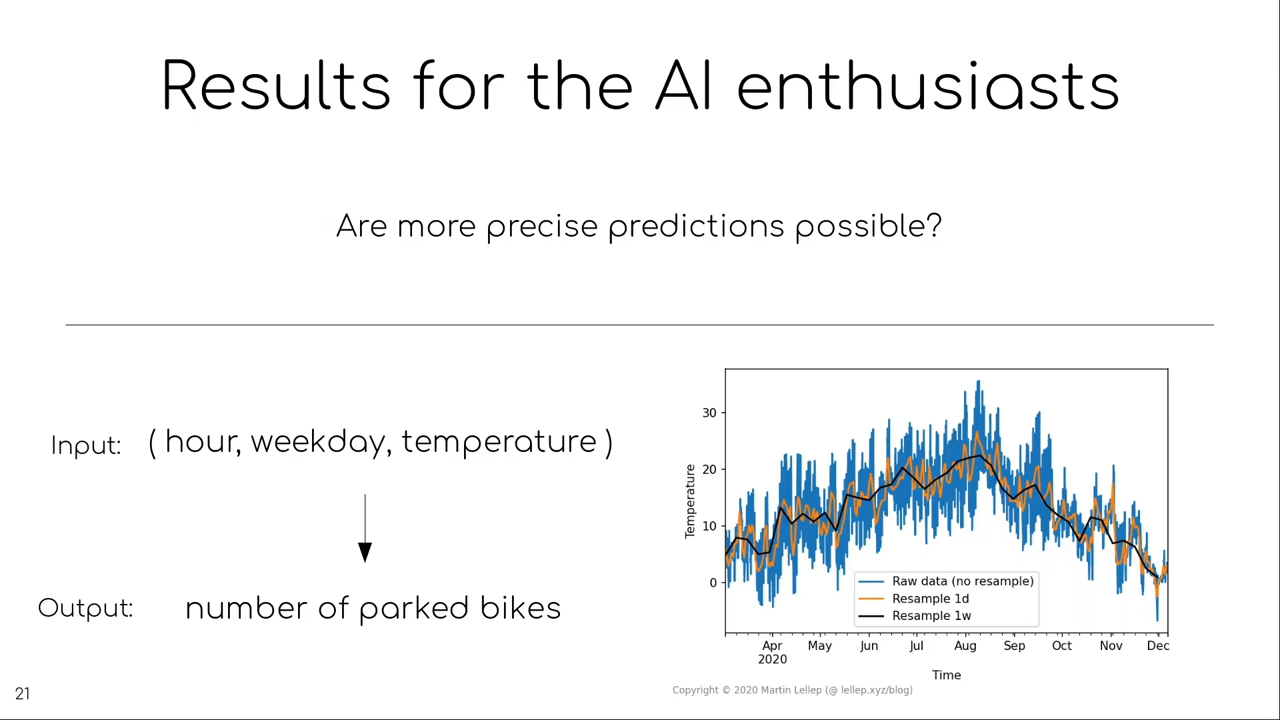 Results for the AI enthusiasts
Are more precise predictions possible?
Input: ( hour, weekday, temperature )
Output: number of parked bikes
30
20
10
0
Temperature
Raw data (no resample)
Resample 1d
Resample 1w
Apr May Jun Jul Aug Sep Oct Nov Dec
2020
Time
Copyright © 2020 Martin Lellep (@ lellep.xyz/blog)
21